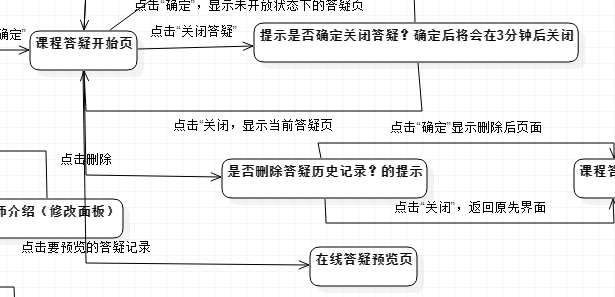 点击“确定”，显示未开放状态下的答疑页
确定”
点击“关闭答疑”
课程答疑开始页
提示是否确定关闭答疑？确定后将会在3分钟后关闭
点击“关闭，显示当前答疑页
点击“确定”显示删除后页面
点击删除
是否删除答疑历史记录？的提示
课程答
师介绍（修改面板）
点击“关闭”，返回原先界面
点击要预览的答疑记录
在线答疑预览页